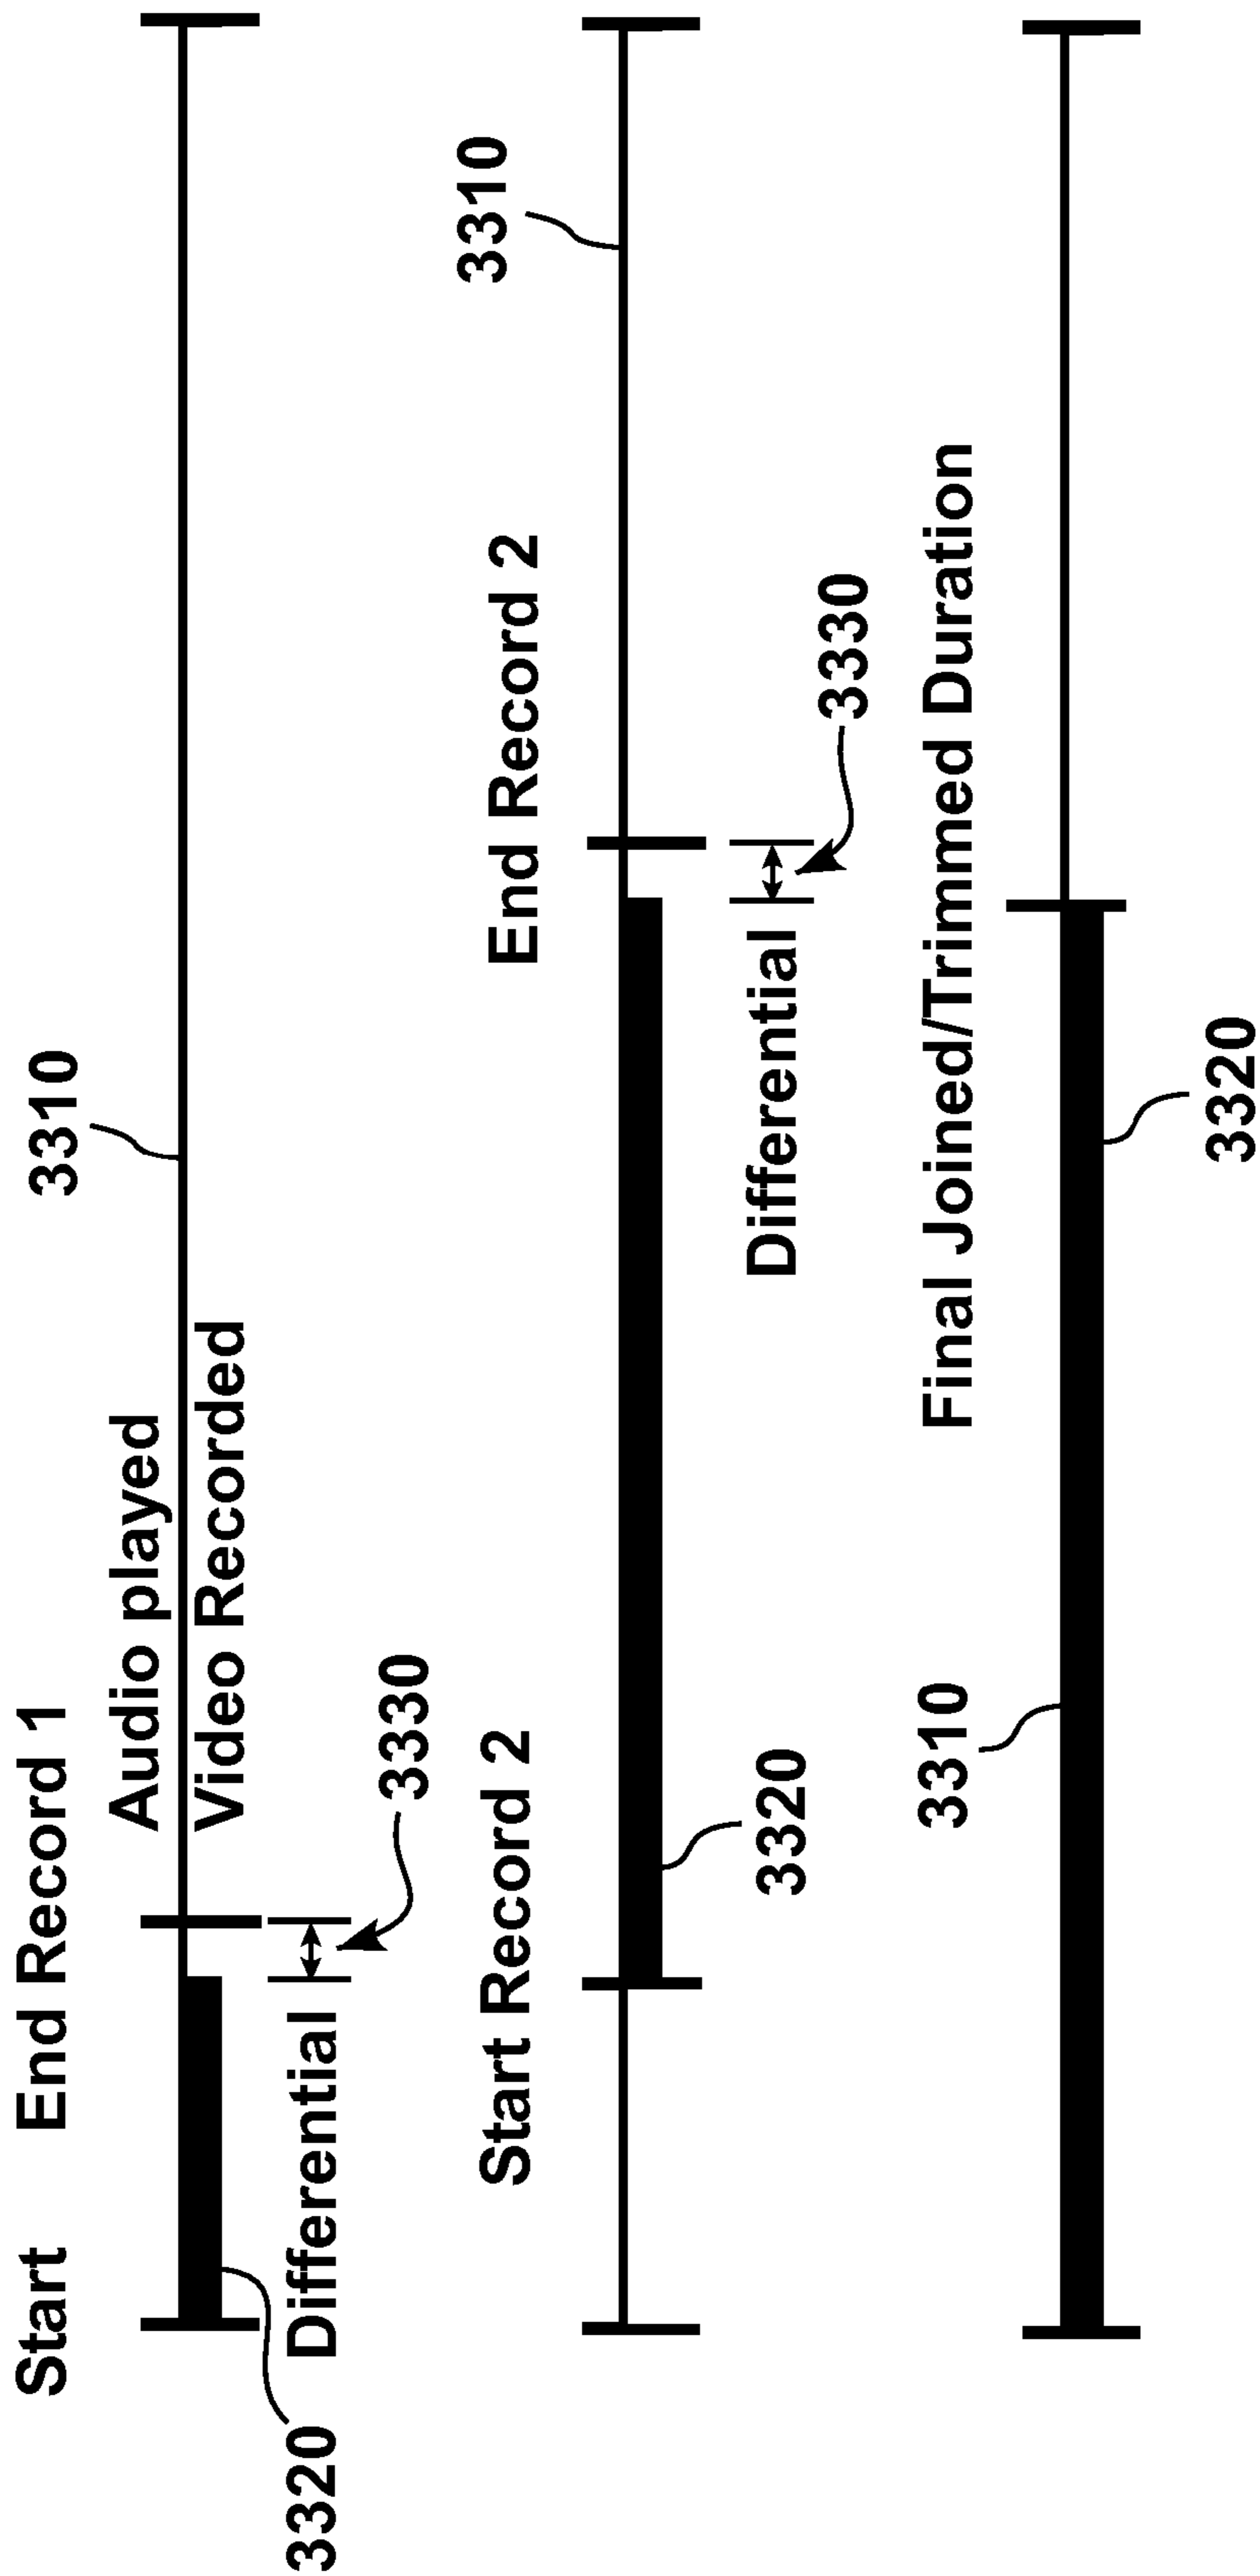 Start
End Record 1
3310
Audio played
Video Recorded
3320
Differential
3330
Start Record 2
End Record 2
3310
3320
Differential
3330
Final Joined/Trimmed Duration
3310
3320